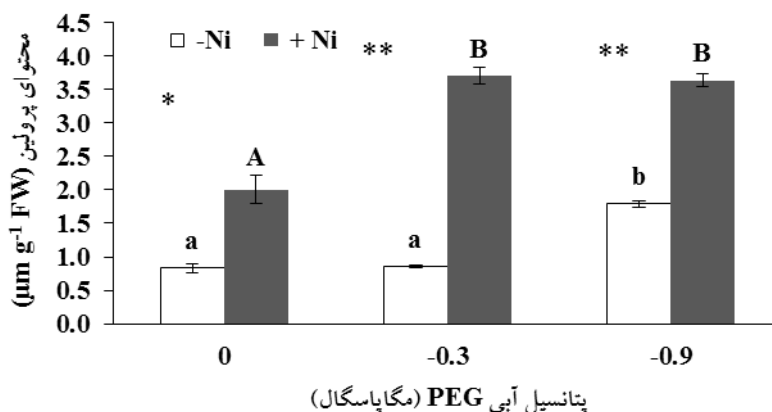 محتوای پرولین
(µm g-1 FW)
4.5
4.0
3.5
3.0
2.5
2.0
1.5
1.0
0.5
0.0
-Ni
+ Ni
*
**
**
a
A
a
B
b
B
0
-0.3
-0.9
پتانسیل آبی PEG (مگاپاسگال)